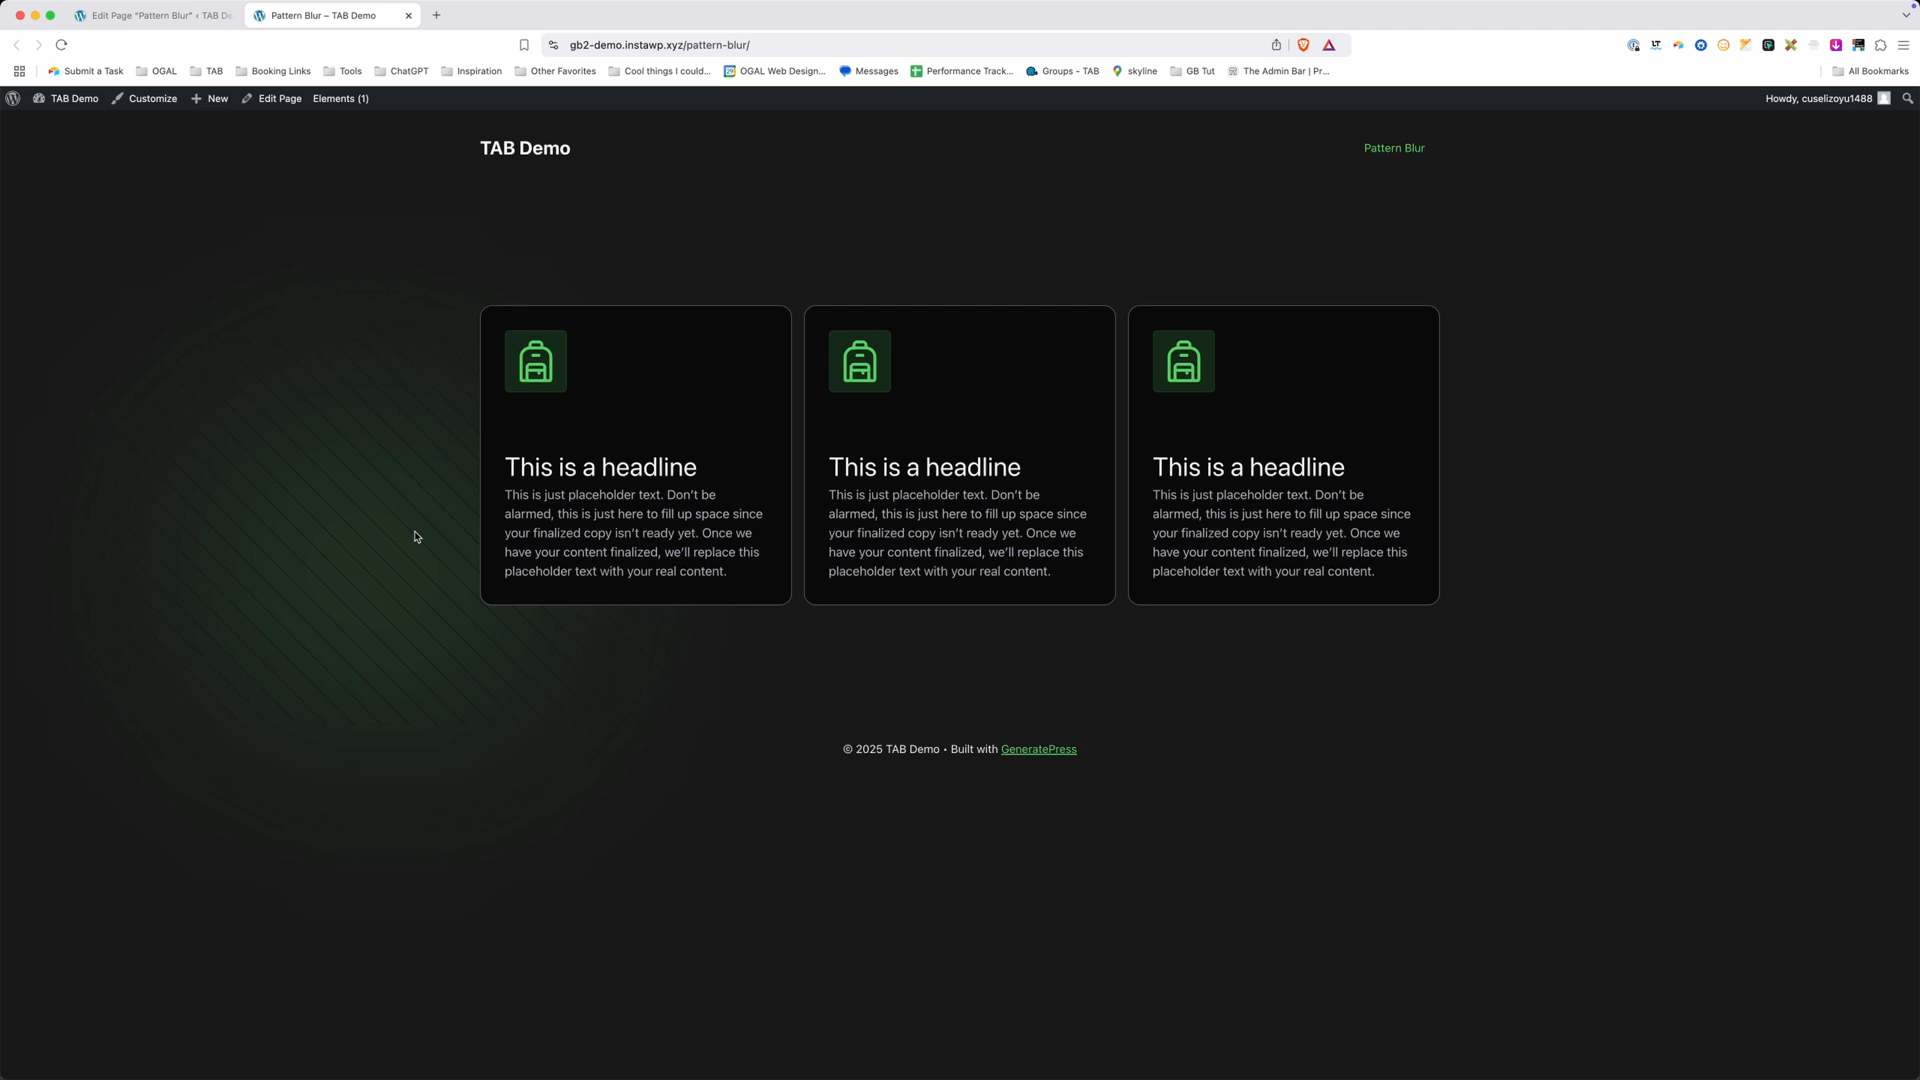 Edit Page "Pattern Blur" ‹ TAB De
Pattern Blur – TAB Demo
gb2-demo.instawp.xyz/pattern-blur/
Submit a Task
OGAL
TAB
Booking Links
Tools
ChatGPT
Inspiration
Other Favorites
Cool things I could...
OGAL Web Design...
Messages
Performance Track...
Groups - TAB
skyline
GB Tut
The Admin Bar | Pr...
All Bookmarks
TAB Demo
Customize
New
Edit Page
Elements (1)
Howdy, cuselizoyu1488
TAB Demo
Pattern Blur
This is a headline
This is just placeholder text. Don't be
alarmed, this is just here to fill up space since
your finalized copy isn't ready yet. Once we
have your content finalized, we'll replace this
placeholder text with your real content.
This is a headline
This is just placeholder text. Don't be
alarmed, this is just here to fill up space since
your finalized copy isn't ready yet. Once we
have your content finalized, we'll replace this
placeholder text with your real content.
This is a headline
This is just placeholder text. Don't be
alarmed, this is just here to fill up space since
your finalized copy isn't ready yet. Once we
have your content finalized, we'll replace this
placeholder text with your real content.
© 2025 TAB Demo • Built with GeneratePress